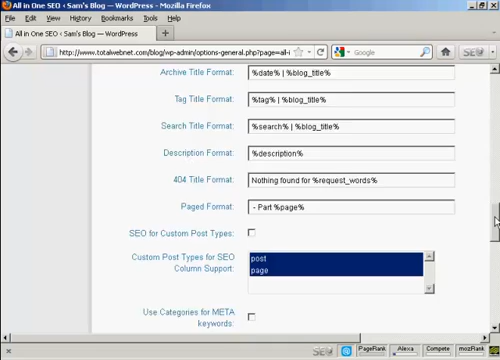 All in One SEO ‹ Sam's Blog — WordPress - Mozilla Firefox
File Edit View History Bookmarks Tools Help
All in One SEO ‹ Sam's Blog — WordPress
http://www.totalwebnet.com/blog/wp-admin/options-general.php?page=all-i
Google
SEO
Archive Title Format: %date% | %blog_title%
Tag Title Format: %tag% | %blog_title%
Search Title Format: %search% | %blog_title%
Description Format: %description%
404 Title Format: Nothing found for %request_words%
Paged Format: - Part %page%
SEO for Custom Post Types:
Custom Post Types for SEO post
Column Support: page
Use Categories for META
keywords:
SEO PageRank Alexa Compete mozRank